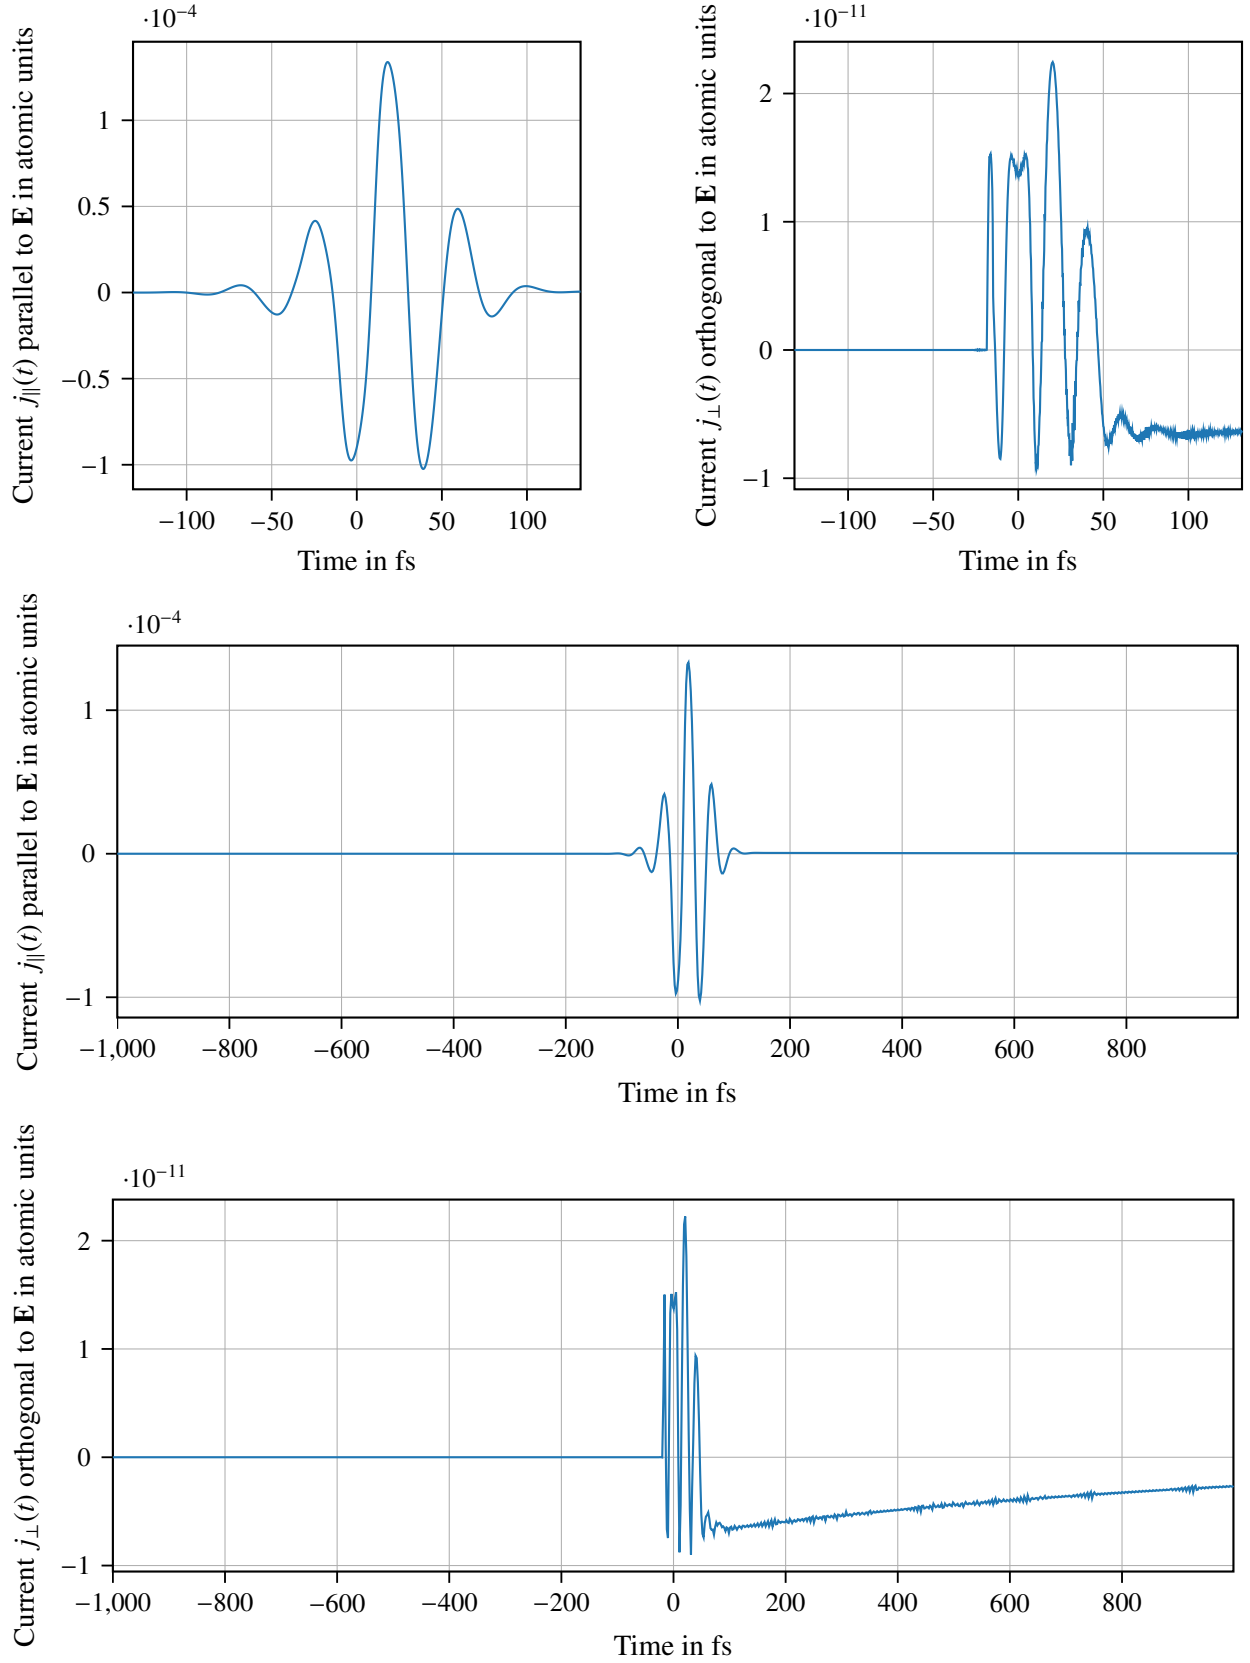 ·10⁻⁴
Current j∥(t) parallel to E in atomic units
1
0.5
0
−0.5
−1
−100 −50 0 50 100
Time in fs
·10⁻¹¹
Current j⊥(t) orthogonal to E in atomic units
2
1
0
−1
−100 −50 0 50 100
Time in fs
·10⁻⁴
Current j∥(t) parallel to E in atomic units
1
0
−1
−1,000 −800 −600 −400 −200 0 200 400 600 800
Time in fs
·10⁻¹¹
Current j⊥(t) orthogonal to E in atomic units
2
1
0
−1
−1,000 −800 −600 −400 −200 0 200 400 600 800
Time in fs